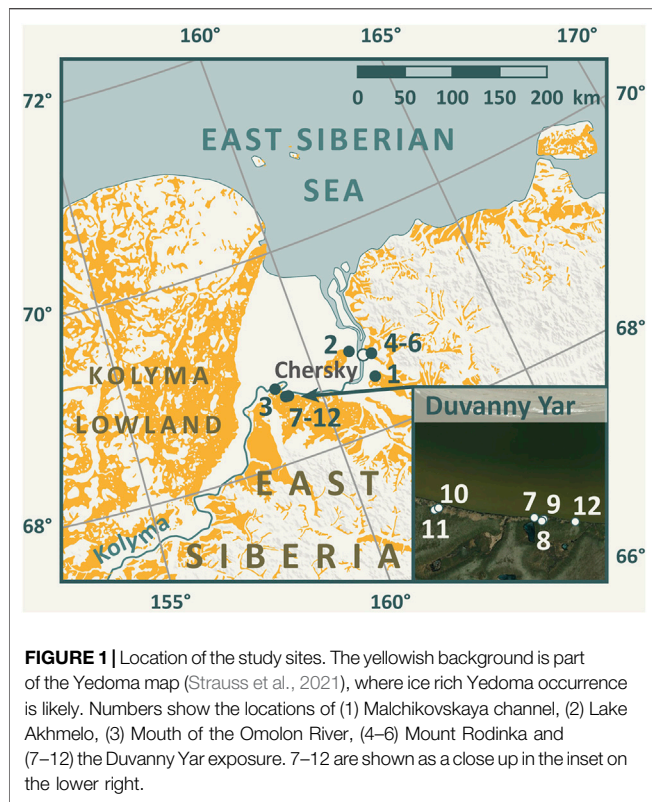 160° 165° 170°
72° 70°
0 50 100 150 200 km
EAST SIBERIAN
SEA
70° 68°
2 4-6
Chersky
1
KOLYMA
LOWLAND
3 7-12
Duvanny Yar
EAST
10 7 9 12
11 8
68° 66°
Kolyma
SIBERIA
155° 160°
FIGURE 1 | Location of the study sites. The yellowish background is part
of the Yedoma map (Strauss et al., 2021), where ice rich Yedoma occurrence
is likely. Numbers show the locations of (1) Malchikovskaya channel, (2) Lake
Akhmelo, (3) Mouth of the Omolon River, (4–6) Mount Rodinka and
(7–12) the Duvanny Yar exposure. 7–12 are shown as a close up in the inset on
the lower right.